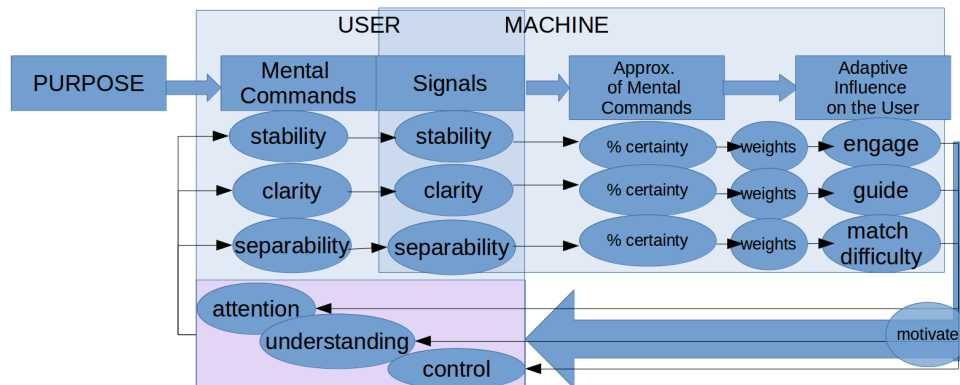 USER MACHINE
PURPOSE
Mental
Commands
Signals
Approx.
of Mental
Commands
Adaptive
Influence
on the User
stability
stability
% certainty
weights
engage
clarity
clarity
% certainty
weights
guide
separability
separability
% certainty
weights
match
difficulty
attention
understanding
control
motivate